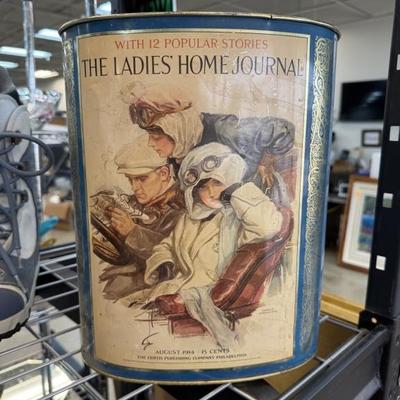 WITH 12 POPULAR STORIES
THE LADIES' HOME JOURNAL
AUGUST 1914 15 CENTS
THE CURTIS PUBLISHING COMPANY PHILADELPHIA